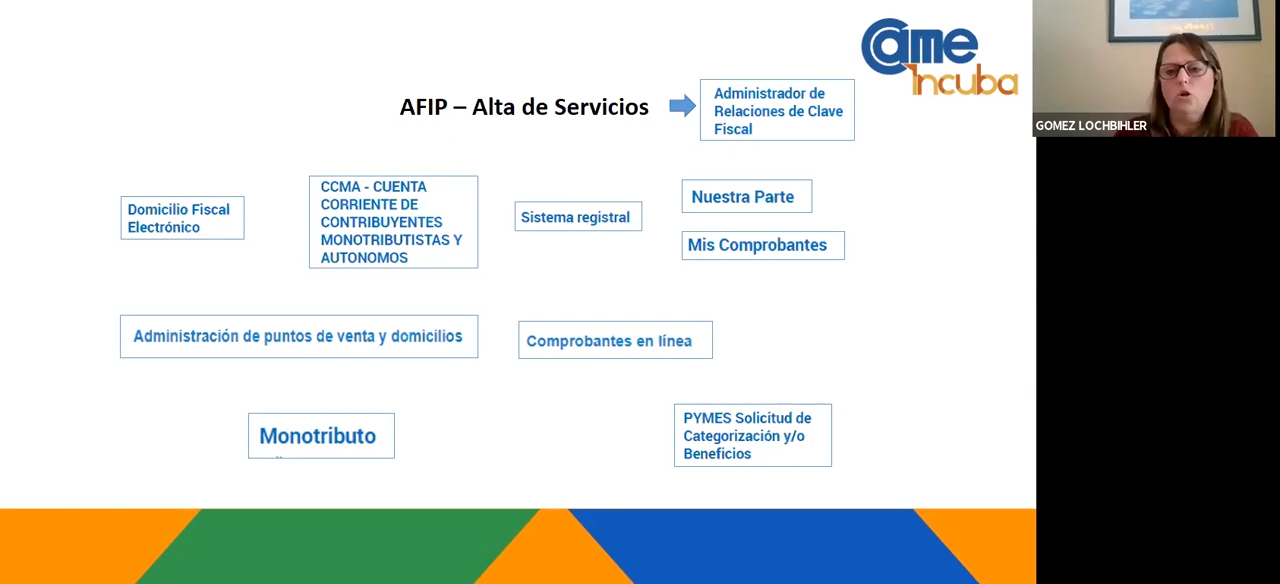 Came
incuba
GOMEZ LOCHBIHLER
AFIP – Alta de Servicios
Administrador de
Relaciones de Clave
Fiscal
Domicilio Fiscal
Electrónico
CCMA - CUENTA
CORRIENTE DE
CONTRIBUYENTES
MONOTRIBUTISTAS Y
AUTONOMOS
Sistema registral
Nuestra Parte
Mis Comprobantes
Administración de puntos de venta y domicilios
Comprobantes en línea
Monotributo
PYMES Solicitud de
Categorización y/o
Beneficios